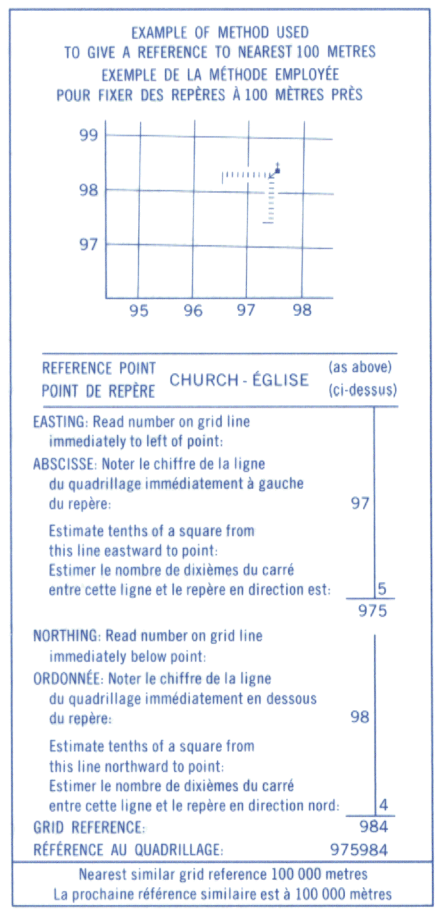 EXAMPLE OF METHOD USED
TO GIVE A REFERENCE TO NEAREST 100 METRES
EXEMPLE DE LA MÉTHODE EMPLOYÉE
POUR FIXER DES REPÈRES À 100 MÈTRES PRÈS
99
98
97
95 96 97 98
REFERENCE POINT
POINT DE REPÈRE
CHURCH - ÉGLISE
(as above)
(ci-dessus)
EASTING: Read number on grid line
immediately to left of point:
ABSCISSE: Noter le chiffre de la ligne
du quadrillage immédiatement à gauche
du repère: 97
Estimate tenths of a square from
this line eastward to point:
Estimer le nombre de dixièmes du carré
entre cette ligne et le repère en direction est: 5
975
NORTHING: Read number on grid line
immediately below point:
ORDONNÉE: Noter le chiffre de la ligne
du quadrillage immédiatement en dessous
du repère: 98
Estimate tenths of a square from
this line northward to point:
Estimer le nombre de dixièmes du carré
entre cette ligne et le repère en direction nord: 4
GRID REFERENCE: 984
RÉFÉRENCE AU QUADRILLAGE: 975984
Nearest similar grid reference 100 000 metres
La prochaine référence similaire est à 100 000 mètres